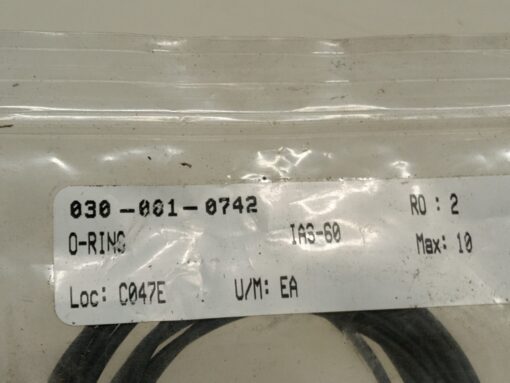 030-001-0742 RO : 2
O-RING IAS-60 Max: 10
Loc: C047E U/M: EA